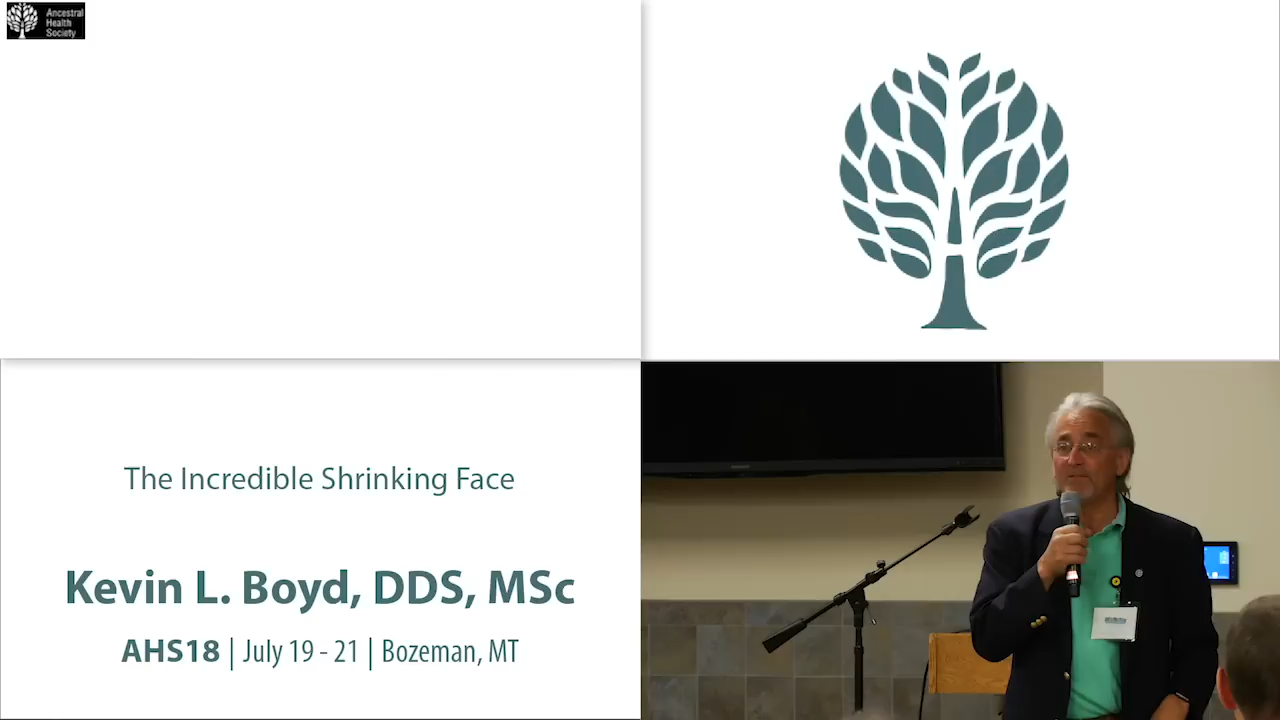 Ancestral
Health
Society
The Incredible Shrinking Face
Kevin L. Boyd, DDS, MSc
AHS18 | July 19 - 21 | Bozeman, MT